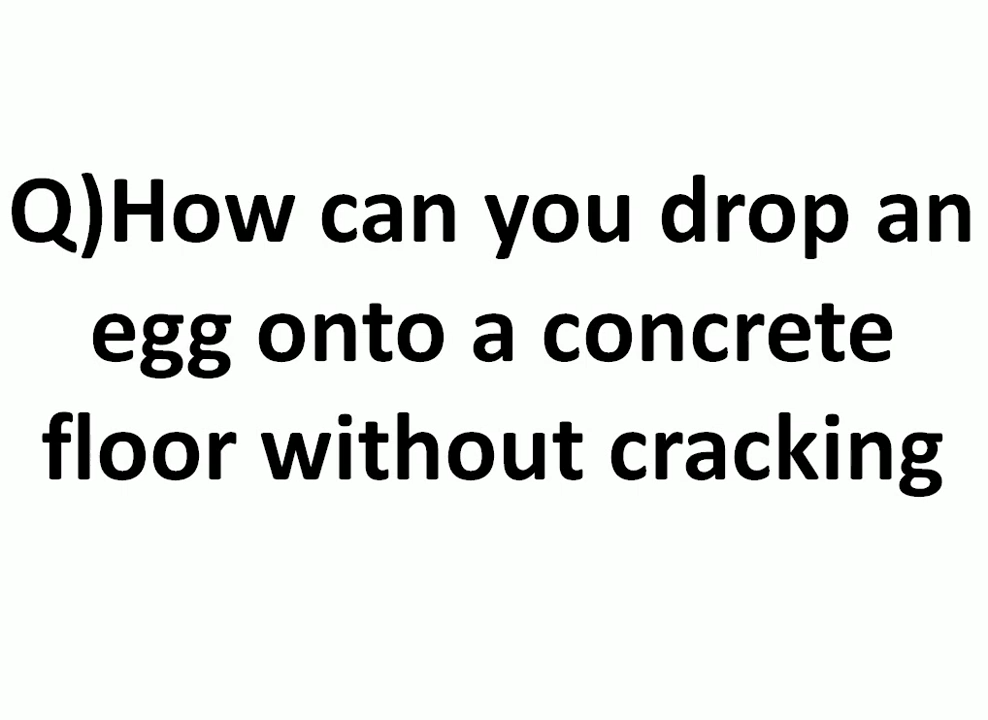 Q)How can you drop an
egg onto a concrete
floor without cracking